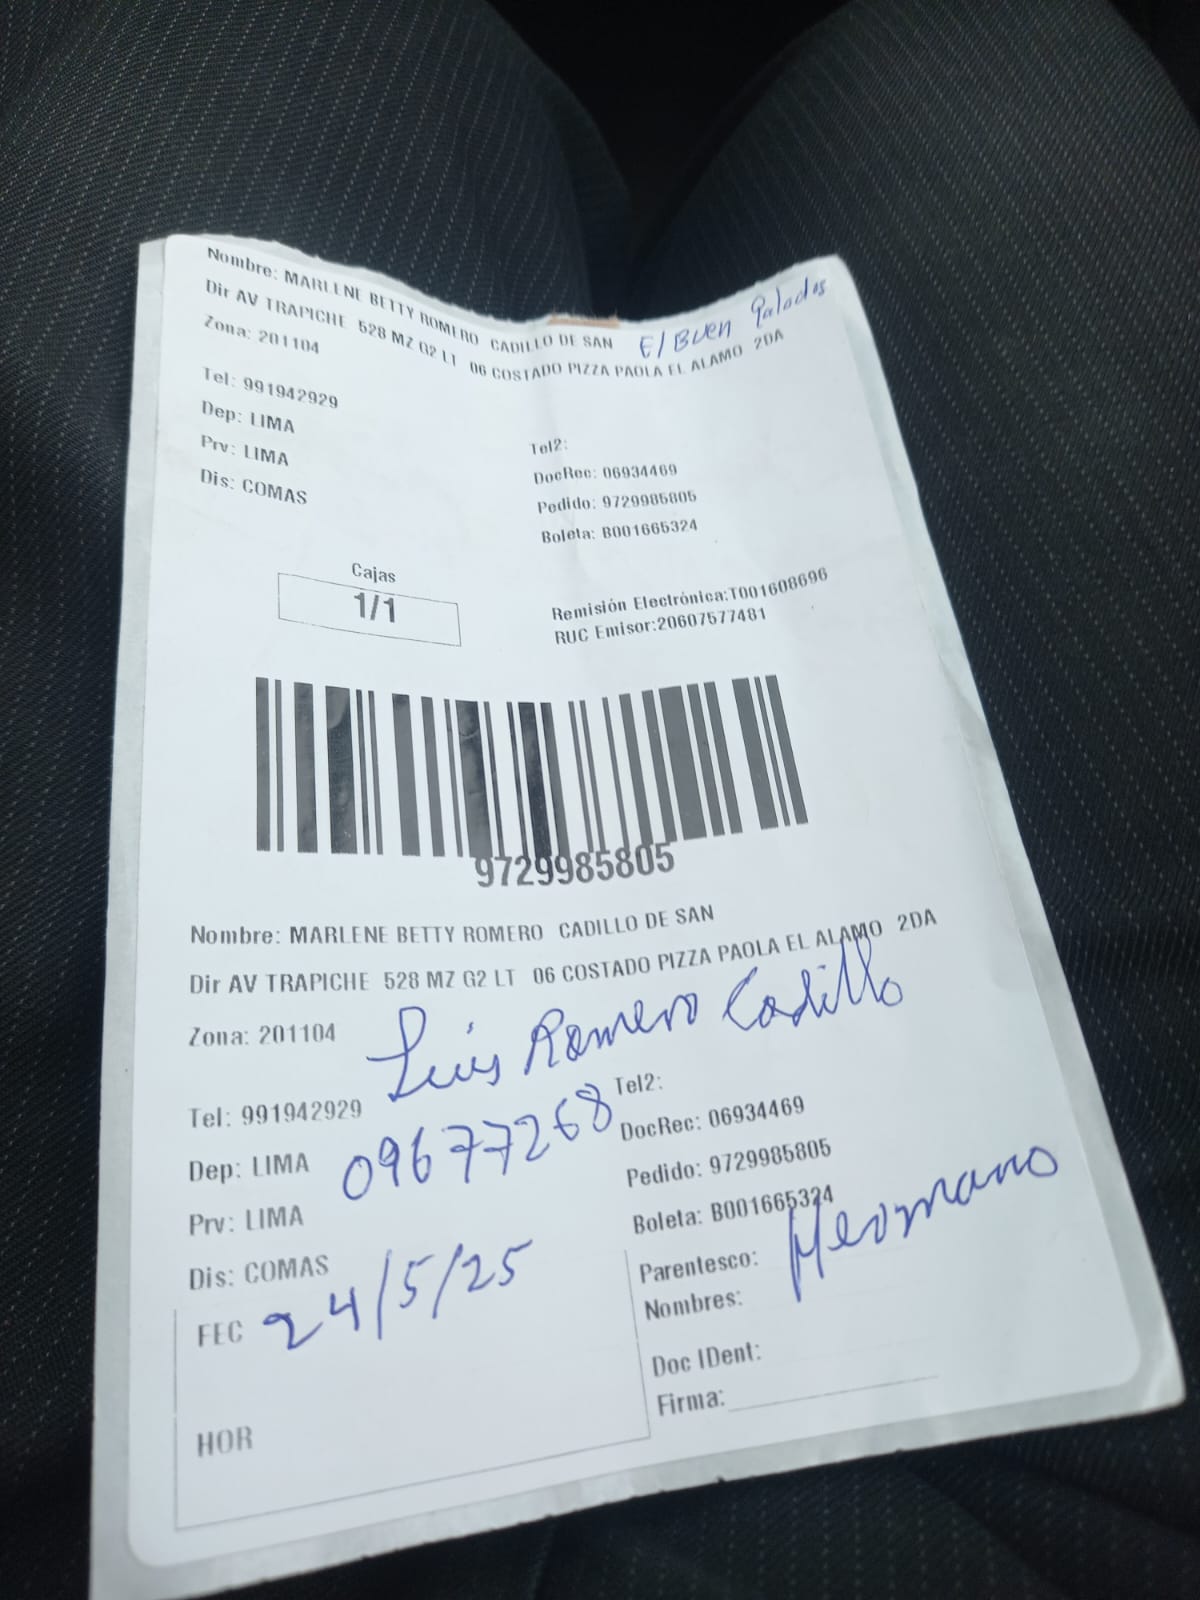 Nombre: MARLENE BETTY ROMERO CADILLO DE SAN
El Buen Paladar
Dir AV TRAPICHE 528 MZ G2 LT 06 COSTADO PIZZA PAOLA EL ALAMO 2DA
Zona: 201104
Tel: 991942929
Dep: LIMA
Tel2:
Prv: LIMA
DocRec: 06934469
Dis: COMAS
Pedido: 9729985805
Boleta: B001665324
Cajas
1/1
Remisión Electrónica:T001608696
RUC Emisor:20607577481
9729985805
Nombre: MARLENE BETTY ROMERO CADILLO DE SAN
Dir AV TRAPICHE 528 MZ G2 LT 06 COSTADO PIZZA PAOLA EL ALAMO 2DA
Zona: 201104
Luis Romero Cadillo
Tel: 991942929
Tel2:
09677268
Dep: LIMA
DocRec: 06934469
Prv: LIMA
Pedido: 9729985805
Dis: COMAS
Boleta: B001665324
Parentesco: Hermano
FEC 24/5/25
Nombres:
Doc IDent:
HOR
Firma: